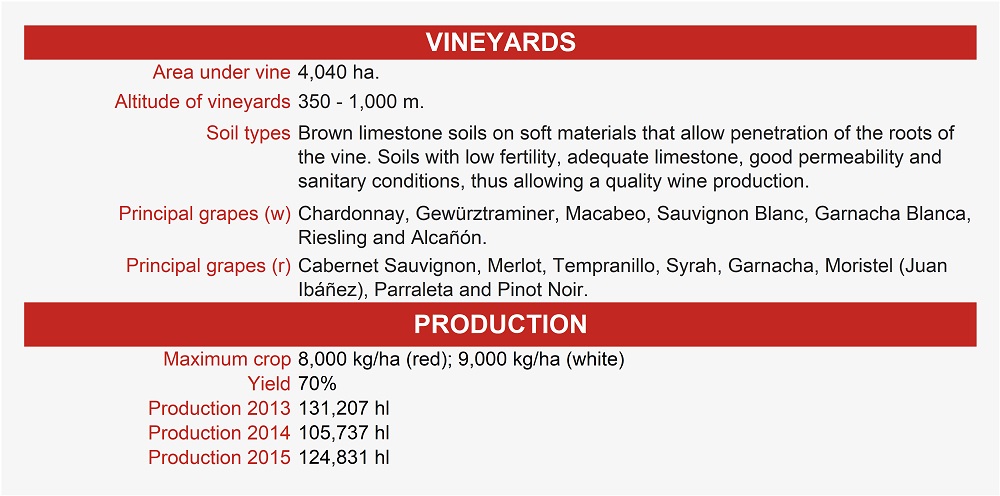 VINEYARDS
Area under vine 4,040 ha.
Altitude of vineyards 350 - 1,000 m.
Soil types Brown limestone soils on soft materials that allow penetration of the roots of
the vine. Soils with low fertility, adequate limestone, good permeability and
sanitary conditions, thus allowing a quality wine production.
Principal grapes (w) Chardonnay, Gewürztraminer, Macabeo, Sauvignon Blanc, Garnacha Blanca,
Riesling and Alcañón.
Principal grapes (r) Cabernet Sauvignon, Merlot, Tempranillo, Syrah, Garnacha, Moristel (Juan
Ibáñez), Parraleta and Pinot Noir.
PRODUCTION
Maximum crop 8,000 kg/ha (red); 9,000 kg/ha (white)
Yield 70%
Production 2013 131,207 hl
Production 2014 105,737 hl
Production 2015 124,831 hl